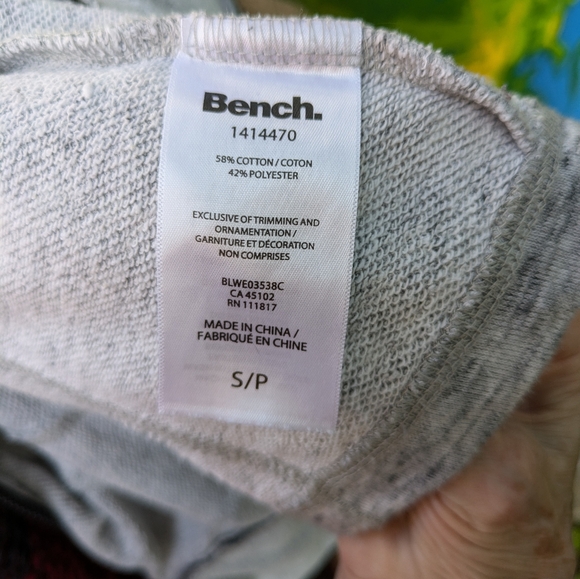 Bench.
1414470
58% COTTON / COTON
42% POLYESTER
EXCLUSIVE OF TRIMMING AND
ORNAMENTATION /
GARNITURE ET DÉCORATION
NON COMPRISES
BLWE03538C
CA 45102
RN 111817
MADE IN CHINA /
FABRIQUÉ EN CHINE
S/P